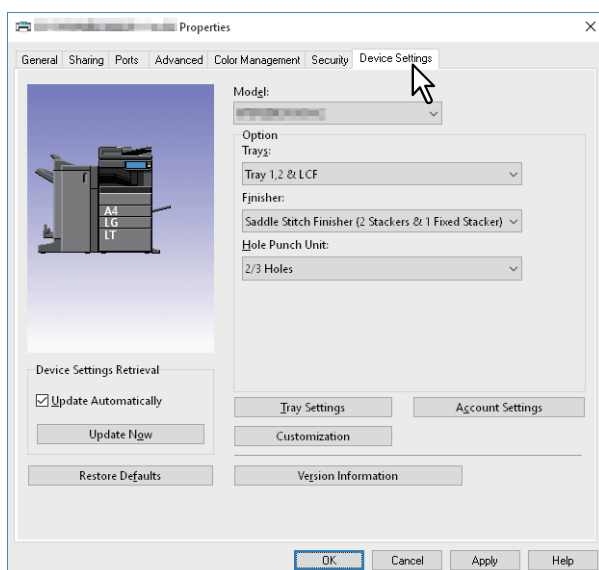 Properties
General Sharing Ports Advanced Color Management Security Device Settings
Model:
Option
Trays:
Tray 1,2 & LCF
Finisher:
Saddle Stitch Finisher (2 Stackers & 1 Fixed Stacker)
Hole Punch Unit:
2/3 Holes
A4
LG
LT
Device Settings Retrieval
Update Automatically
Update Now
Tray Settings
Account Settings
Customization
Restore Defaults
Version Information
OK Cancel Apply Help